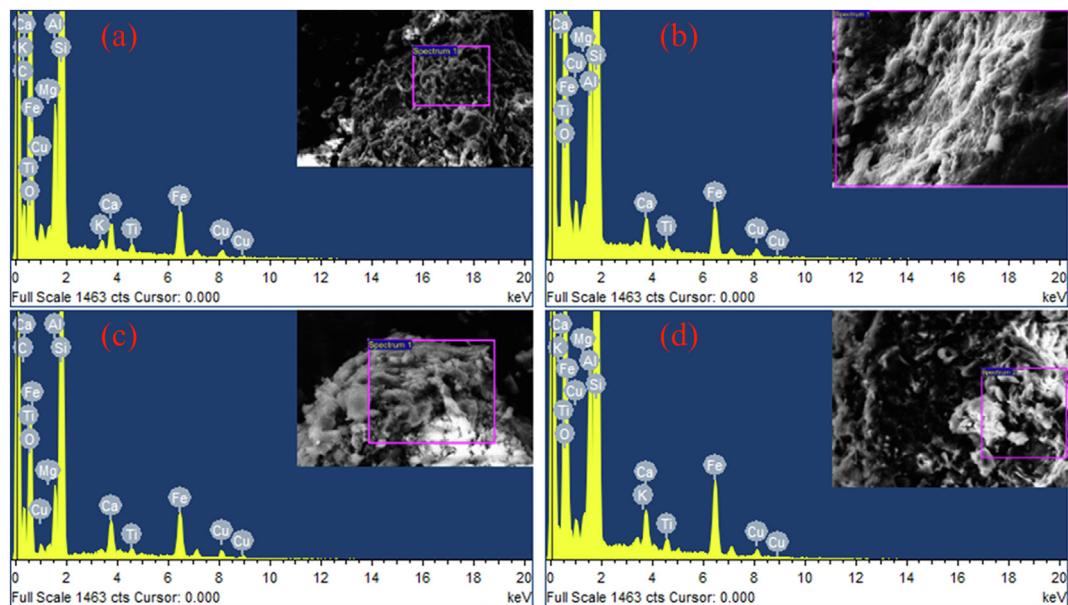 (a)
Ca Al
K Si
C
Mg
Fe
Cu
Ti
O
K Ca Ti Fe Cu Cu
Spectrum 1
0 2 4 6 8 10 12 14 16 18 20
Full Scale 1463 cts Cursor: 0.000 keV
(b)
Ca Mg
Cu Si
Fe Al
Ti
O
Ca Ti Fe Cu Cu
Spectrum 1
0 2 4 6 8 10 12 14 16 18 20
Full Scale 1463 cts Cursor: 0.000 keV
(c)
Ca Al
C Si
Fe
Ti
O
Mg
Cu
Ca Ti Fe Cu Cu
Spectrum 1
0 2 4 6 8 10 12 14 16 18 20
Full Scale 1463 cts Cursor: 0.000 keV
(d)
Ca Mg
K Al
Fe
Cu Si
Ti
O
Ca
K Ti Fe Cu Cu
0 2 4 6 8 10 12 14 16 18 20
Full Scale 1463 cts Cursor: 0.000 keV